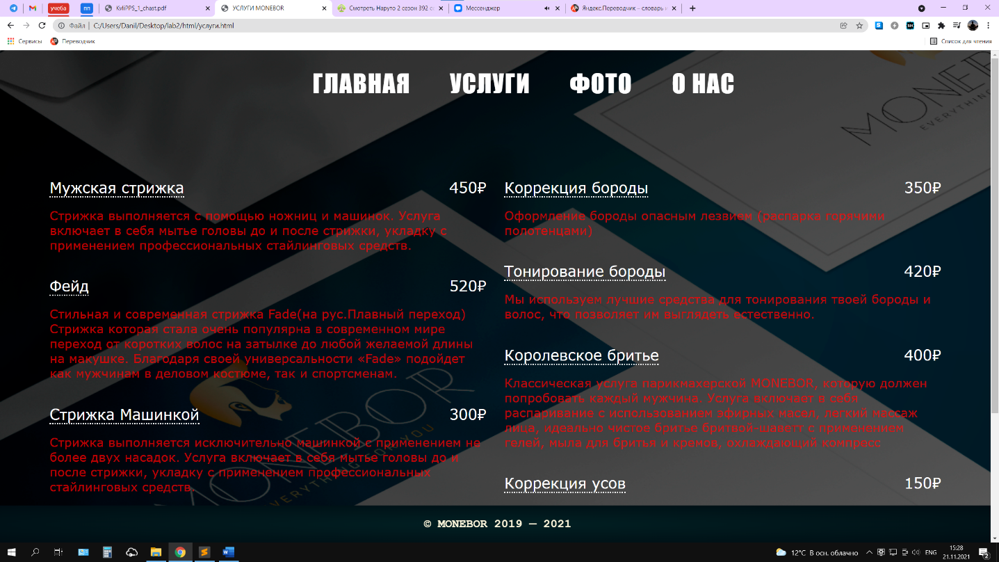 учеба
пп
KvIiPPS_1_chast.pdf
УСЛУГИ MONEBOR
Смотреть Наруто 2 сезон 392 се
Мессенджер
Яндекс.Переводчик – словарь и
Файл
C:/Users/Danil/Desktop/lab2/html/услуги.html
Сервисы
Переводчик
Список для чтения
ГЛАВНАЯ УСЛУГИ ФОТО О НАС
MONEBOR
EVERYTHING
Мужская стрижка 450₽
Стрижка выполняется с помощью ножниц и машинок. Услуга
включает в себя мытье головы до и после стрижки, укладку с
применением профессиональных стайлинговых средств.
Фейд 520₽
Стильная и современная стрижка Fade(на рус.Плавный переход)
Стрижка которая стала очень популярна в современном мире
переход от коротких волос на затылке до любой желаемой длины
на макушке. Благодаря своей универсальности «Fade» подойдет
как мужчинам в деловом костюме, так и спортсменам.
Стрижка Машинкой 300₽
Стрижка выполняется исключительно машинкой с применением не
более двух насадок. Услуга включает в себя мытье головы до и
после стрижки, укладку с применением профессиональных
стайлинговых средств.
Коррекция бороды 350₽
Оформление бороды опасным лезвием (распарка горячими
полотенцами)
Тонирование бороды 420₽
Мы используем лучшие средства для тонирования твоей бороды и
волос, что позволяет им выглядеть естественно.
Королевское бритье 400₽
Классическая услуга парикмахерской MONEBOR, которую должен
попробовать каждый мужчина. Услуга включает в себя
распаривание с использованием эфирных масел, легкий массаж
лица, идеально чистое бритье бритвой-шаветт с применением
гелей, мыла для бритья и кремов, охлаждающий компресс
Коррекция усов 150₽
MONEBOR
EVERYTHING FOR YOU
MONEBOR
© MONEBOR 2019 — 2021
12°C В осн. облачно
ENG
15:28
21.11.2021
2